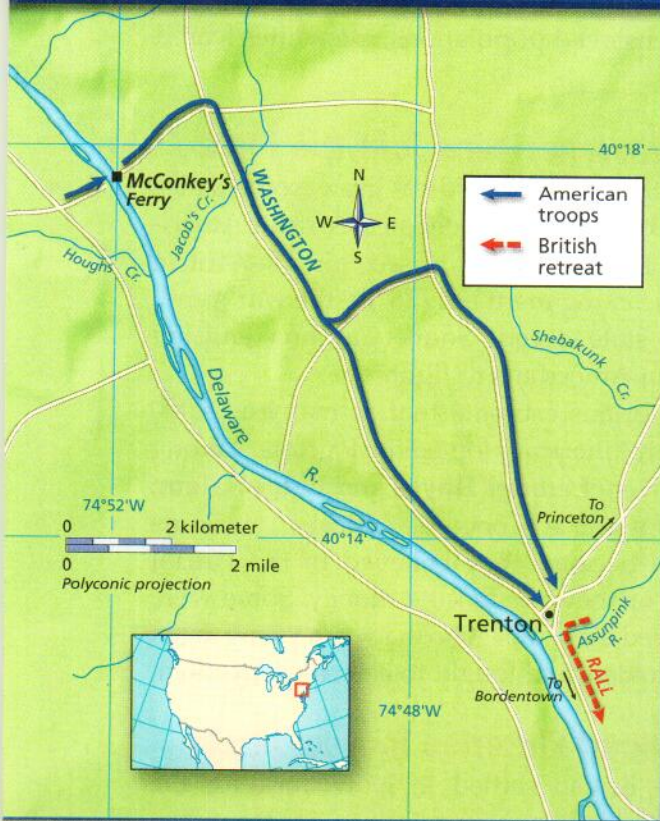 40°18'
McConkey's
Ferry
WASHINGTON
Jacob's Cr.
N
W E
S
American
troops
British
retreat
Houghs Cr.
Shebakunk
Cr.
Delaware
R.
74°52'W
0 2 kilometer
0 2 mile
Polyconic projection
40°14'
To
Princeton
Trenton
Assunpink
R.
RALL
To
Bordentown
74°48'W